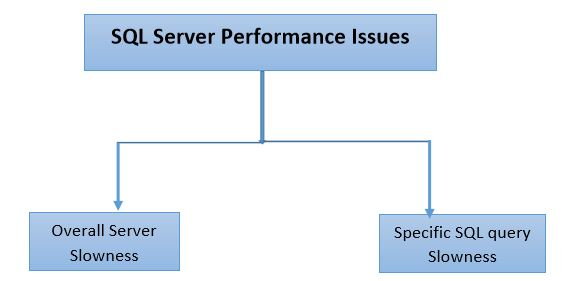 SQL Server Performance Issues
Overall Server
Slowness
Specific SQL query
Slowness